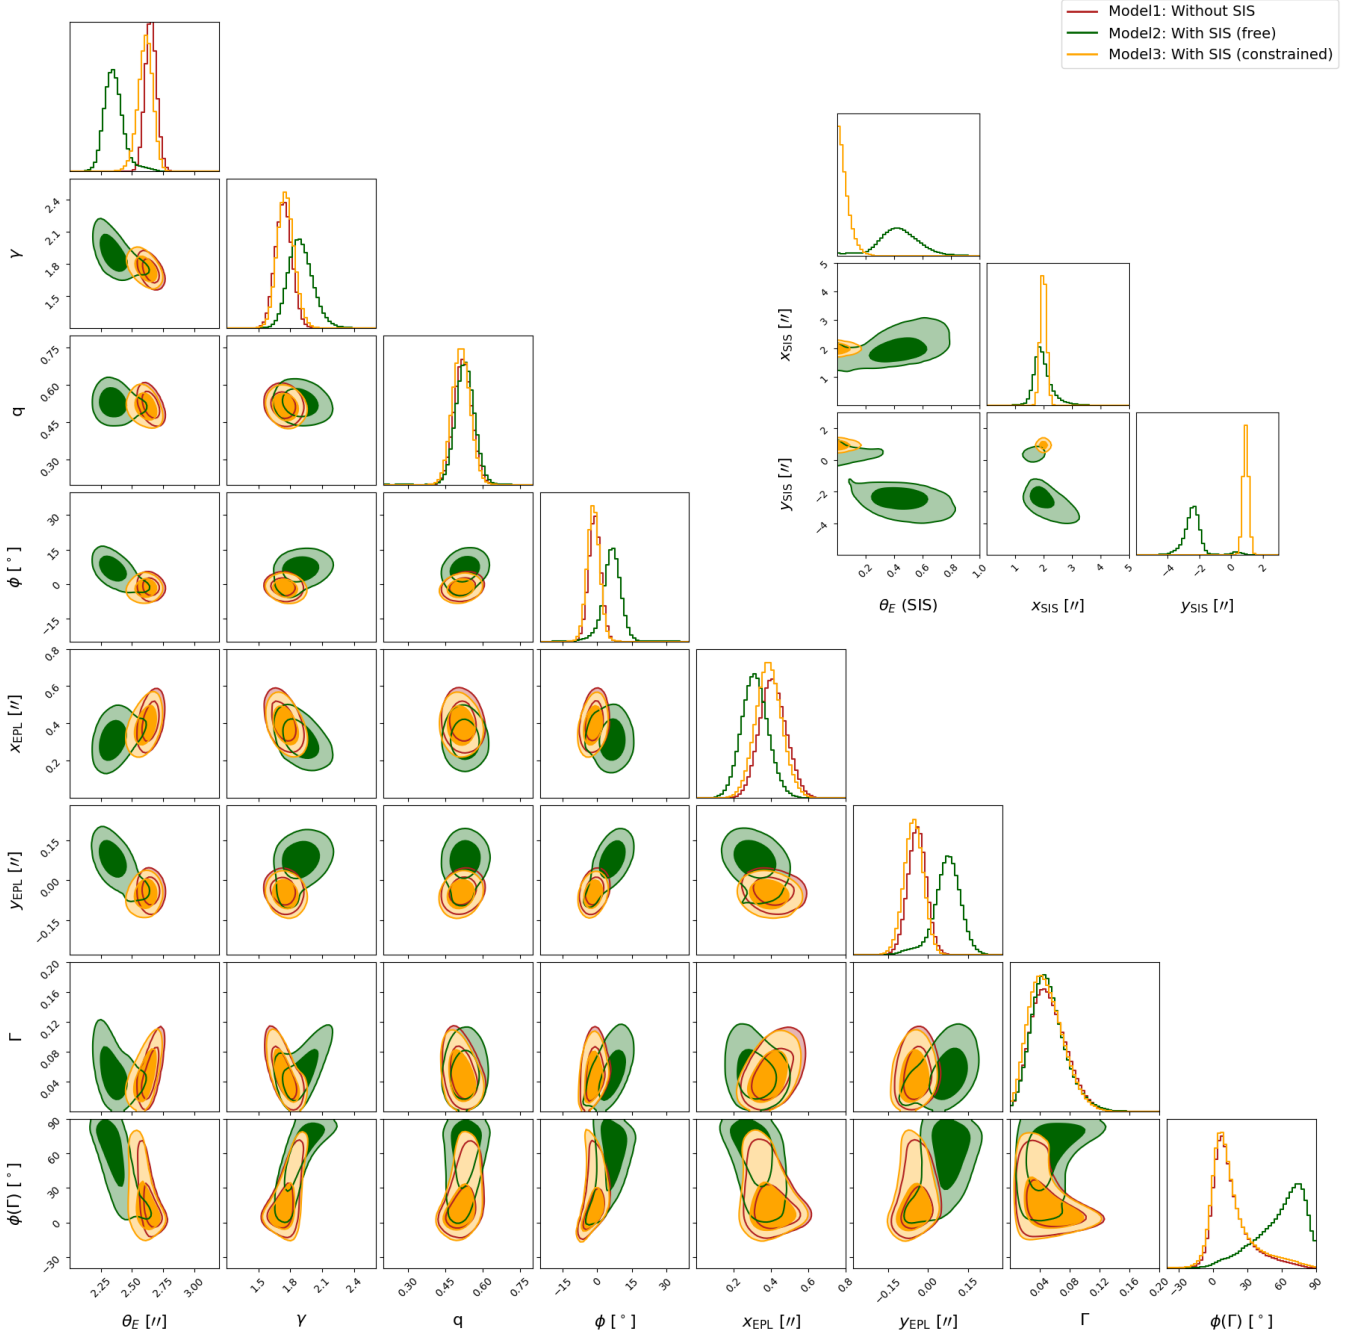 Model1: Without SIS
Model2: With SIS (free)
Model3: With SIS (constrained)
γ
2.4
2.1
1.8
1.5
q
0.75
0.60
0.45
0.30
ϕ [°]
30
15
0
−15
x_EPL [″]
0.8
0.6
0.4
0.2
y_EPL [″]
0.15
0.00
−0.15
Γ
0.20
0.16
0.12
0.08
0.04
ϕ(Γ) [°]
90
60
30
0
−30
2.25 2.50 2.75 3.00
1.5 1.8 2.1 2.4
0.30 0.45 0.60 0.75
−15 0 15 30
0.2 0.4 0.6 0.8
−0.15 0.00 0.15
0.04 0.08 0.12 0.16 0.20
−30 0 30 60 90
θ_E [″] γ q ϕ [°] x_EPL [″] y_EPL [″] Γ ϕ(Γ) [°]
x_SIS [″]
5
4
3
2
1
y_SIS [″]
2
0
−2
−4
0.2 0.4 0.6 0.8 1.0
1 2 3 4 5
−4 −2 0 2
θ_E (SIS) x_SIS [″] y_SIS [″]